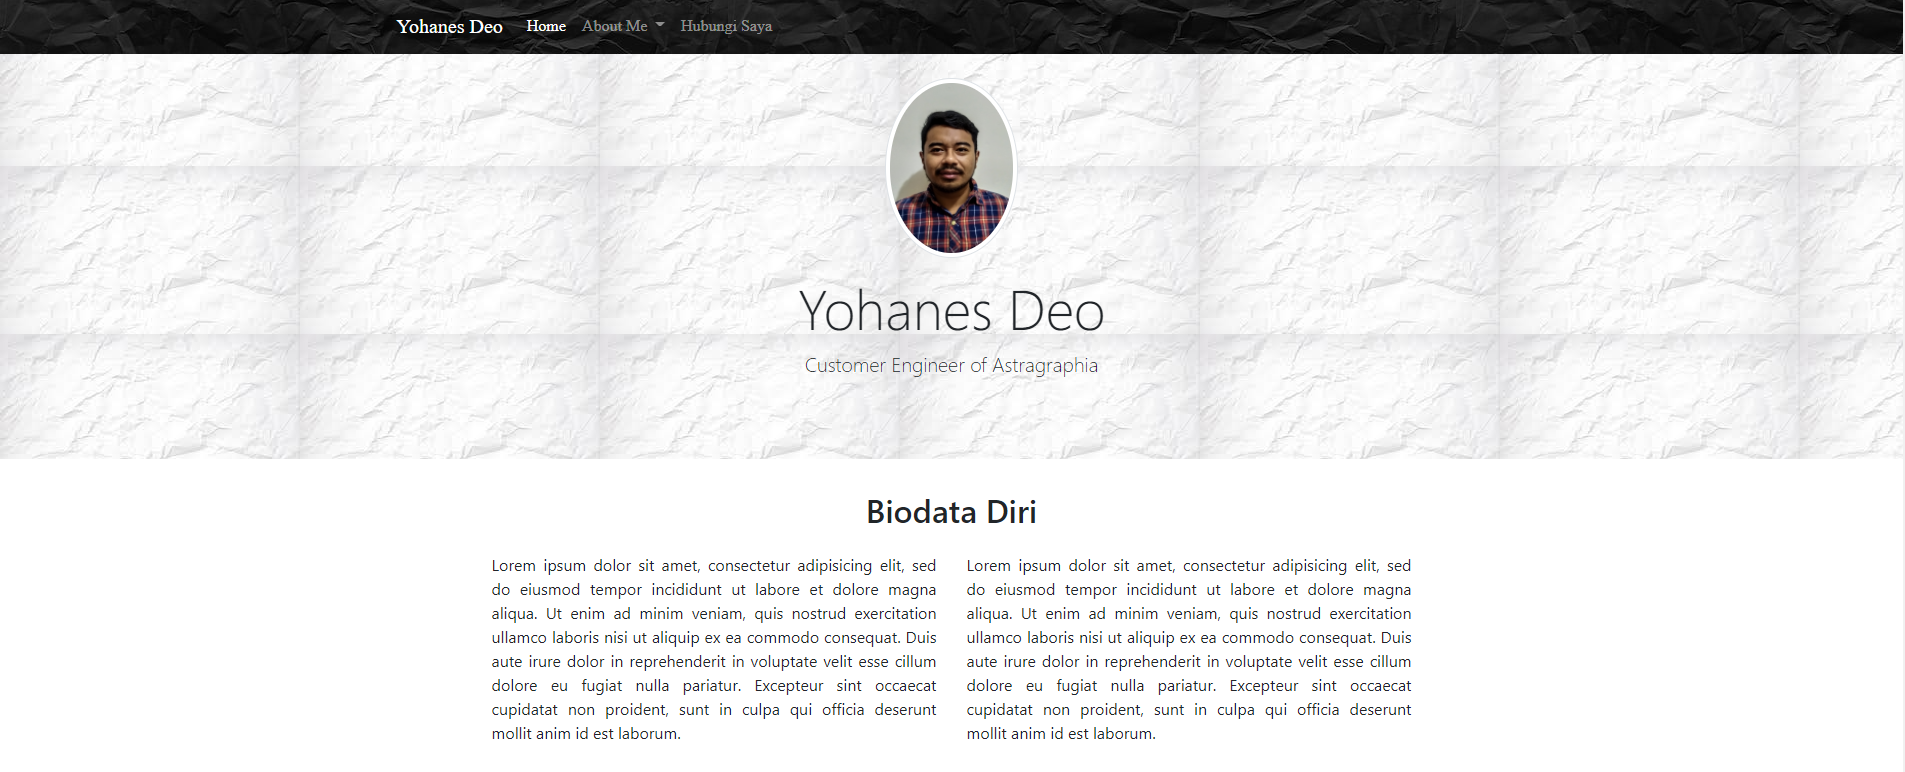 Yohanes Deo Home About Me Hubungi Saya
Yohanes Deo
Customer Engineer of Astragraphia
Biodata Diri
Lorem ipsum dolor sit amet, consectetur adipisicing elit, sed
do eiusmod tempor incididunt ut labore et dolore magna
aliqua. Ut enim ad minim veniam, quis nostrud exercitation
ullamco laboris nisi ut aliquip ex ea commodo consequat. Duis
aute irure dolor in reprehenderit in voluptate velit esse cillum
dolore eu fugiat nulla pariatur. Excepteur sint occaecat
cupidatat non proident, sunt in culpa qui officia deserunt
mollit anim id est laborum.
Lorem ipsum dolor sit amet, consectetur adipisicing elit, sed
do eiusmod tempor incididunt ut labore et dolore magna
aliqua. Ut enim ad minim veniam, quis nostrud exercitation
ullamco laboris nisi ut aliquip ex ea commodo consequat. Duis
aute irure dolor in reprehenderit in voluptate velit esse cillum
dolore eu fugiat nulla pariatur. Excepteur sint occaecat
cupidatat non proident, sunt in culpa qui officia deserunt
mollit anim id est laborum.